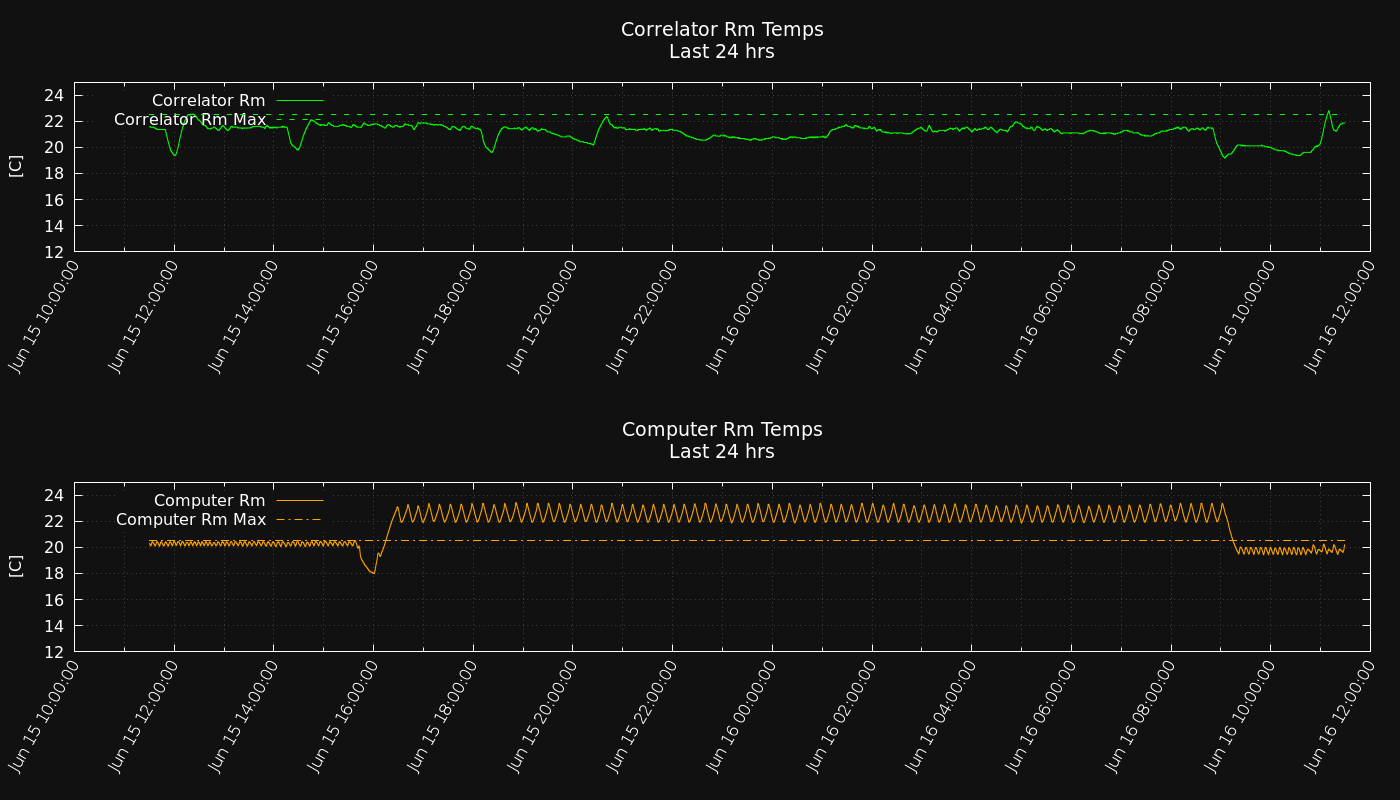 Correlator Rm Temps
Last 24 hrs
Correlator Rm
Correlator Rm Max
[C]
24
22
20
18
16
14
12
Jun 15 10:00:00
Jun 15 12:00:00
Jun 15 14:00:00
Jun 15 16:00:00
Jun 15 18:00:00
Jun 15 20:00:00
Jun 15 22:00:00
Jun 16 00:00:00
Jun 16 02:00:00
Jun 16 04:00:00
Jun 16 06:00:00
Jun 16 08:00:00
Jun 16 10:00:00
Jun 16 12:00:00
Computer Rm Temps
Last 24 hrs
Computer Rm
Computer Rm Max
[C]
24
22
20
18
16
14
12
Jun 15 10:00:00
Jun 15 12:00:00
Jun 15 14:00:00
Jun 15 16:00:00
Jun 15 18:00:00
Jun 15 20:00:00
Jun 15 22:00:00
Jun 16 00:00:00
Jun 16 02:00:00
Jun 16 04:00:00
Jun 16 06:00:00
Jun 16 08:00:00
Jun 16 10:00:00
Jun 16 12:00:00